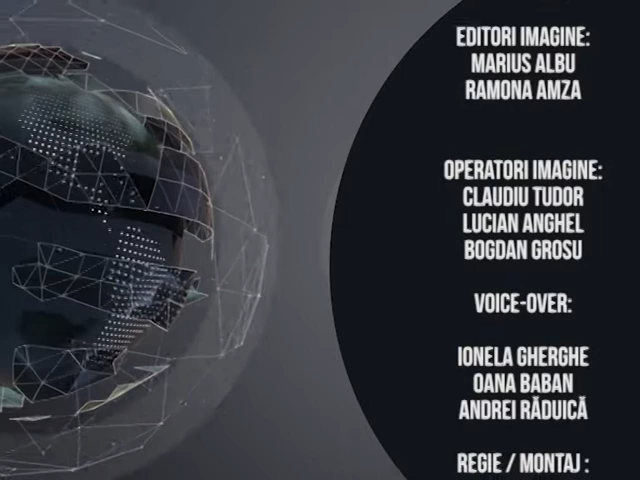 EDITORI IMAGINE:
MARIUS ALBU
RAMONA AMZA
OPERATORI IMAGINE:
CLAUDIU TUDOR
LUCIAN ANGHEL
BOGDAN GROSU
VOICE-OVER:
IONELA GHERGHE
OANA BABAN
ANDREI RĂDUICĂ
REGIE / MONTAJ :